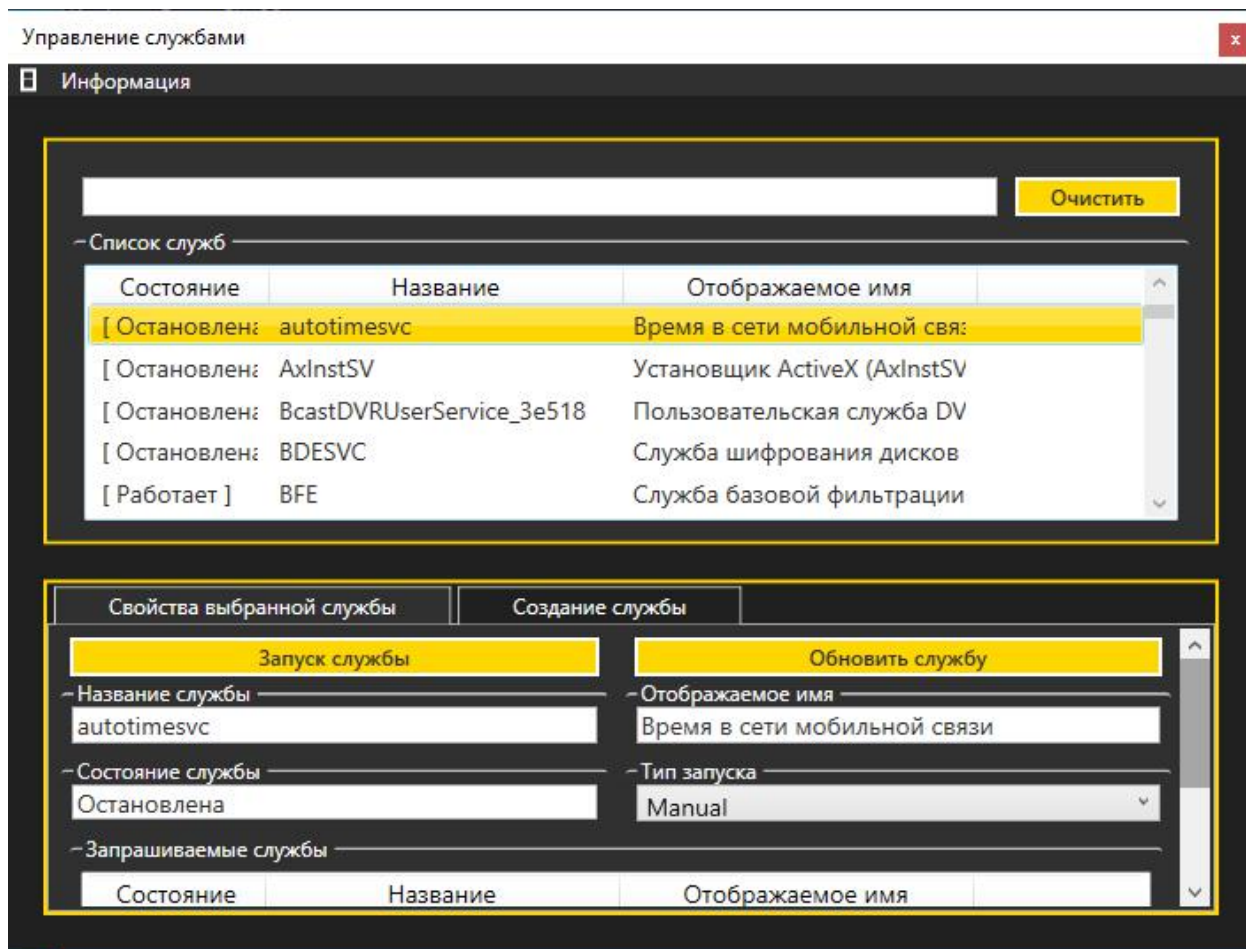 Управление службами
x
Информация
Очистить
Список служб
Состояние Название Отображаемое имя
[ Остановлена autotimesvc Время в сети мобильной связ
[ Остановлена AxInstSV Установщик ActiveX (AxInstSV
[ Остановлена BcastDVRUserService_3e518 Пользовательская служба DV
[ Остановлена BDESVC Служба шифрования дисков
[ Работает ] BFE Служба базовой фильтрации
Свойства выбранной службы Создание службы
Запуск службы Обновить службу
Название службы Отображаемое имя
autotimesvc Время в сети мобильной связи
Состояние службы Тип запуска
Остановлена Manual
Запрашиваемые службы
Состояние Название Отображаемое имя